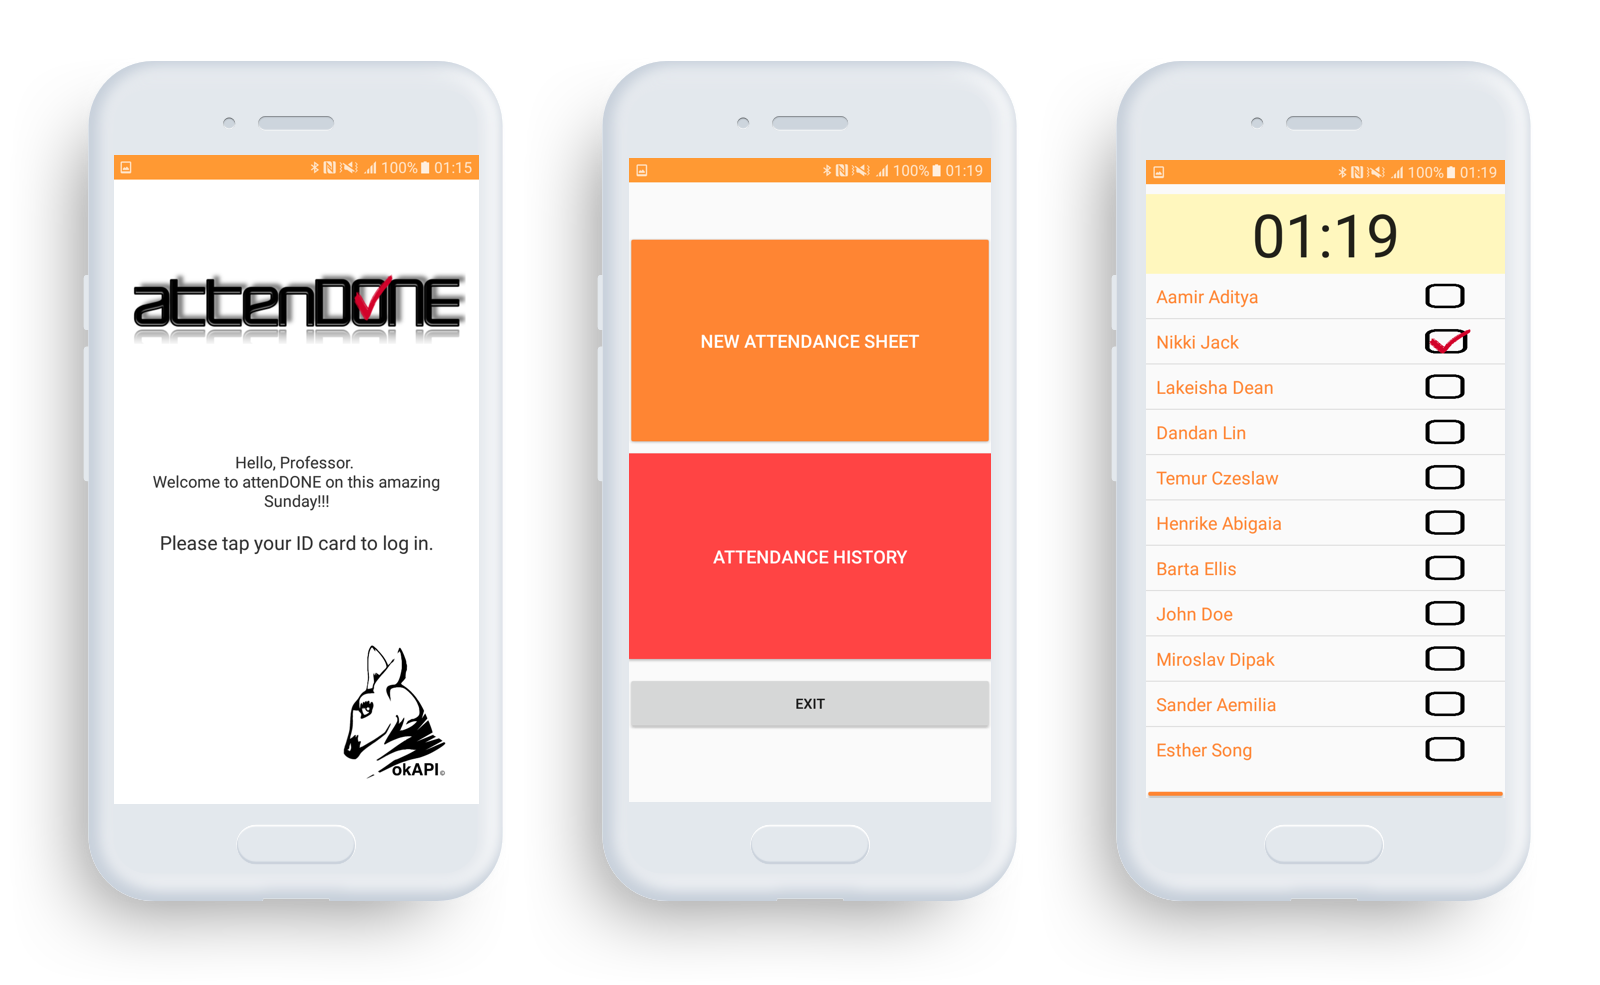 100% 01:15
attenDONE
Hello, Professor.
Welcome to attenDONE on this amazing
Sunday!!!
Please tap your ID card to log in.
okAPI©
100% 01:19
NEW ATTENDANCE SHEET
ATTENDANCE HISTORY
EXIT
100% 01:19
01:19
Aamir Aditya
Nikki Jack
Lakeisha Dean
Dandan Lin
Temur Czeslaw
Henrike Abigaia
Barta Ellis
John Doe
Miroslav Dipak
Sander Aemilia
Esther Song